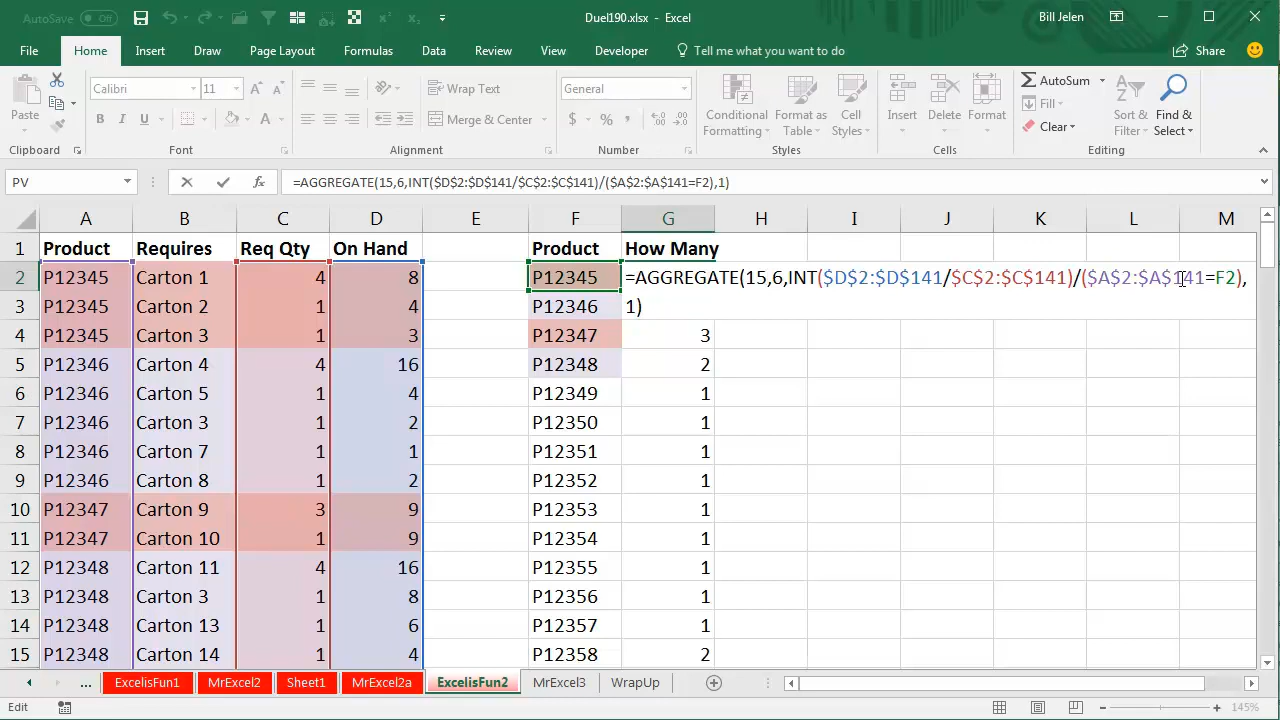 AutoSave Off Duel190.xlsx - Excel Bill Jelen
File Home Insert Draw Page Layout Formulas Data Review View Developer Tell me what you want to do Share
Paste Calibri 11 Wrap Text General Conditional Format as Cell Insert Delete Format AutoSum Sort & Find &
B I U Merge & Center $ % Formatting Table Styles Fill Filter Select
Clear
Clipboard Font Alignment Number Styles Cells Editing
PV =AGGREGATE(15,6,INT($D$2:$D$141/$C$2:$C$141)/($A$2:$A$141=F2),1)
A B C D E F G H I J K L M
1 Product Requires Req Qty On Hand Product How Many
2 P12345 Carton 1 4 8 P12345 =AGGREGATE(15,6,INT($D$2:$D$141/$C$2:$C$141)/($A$2:$A$141=F2),
3 P12345 Carton 2 1 4 P12346 1)
4 P12345 Carton 3 1 3 P12347 3
5 P12346 Carton 4 4 16 P12348 2
6 P12346 Carton 5 1 4 P12349 1
7 P12346 Carton 3 1 2 P12350 1
8 P12346 Carton 7 1 1 P12351 1
9 P12346 Carton 8 1 2 P12352 1
10 P12347 Carton 9 3 9 P12353 1
11 P12347 Carton 10 1 9 P12354 1
12 P12348 Carton 11 4 16 P12355 1
13 P12348 Carton 3 1 8 P12356 1
14 P12348 Carton 13 1 6 P12357 1
15 P12348 Carton 14 1 4 P12358 2
... ExcelisFun1 MrExcel2 Sheet1 MrExcel2a ExcelisFun2 MrExcel3 WrapUp
Edit 145%